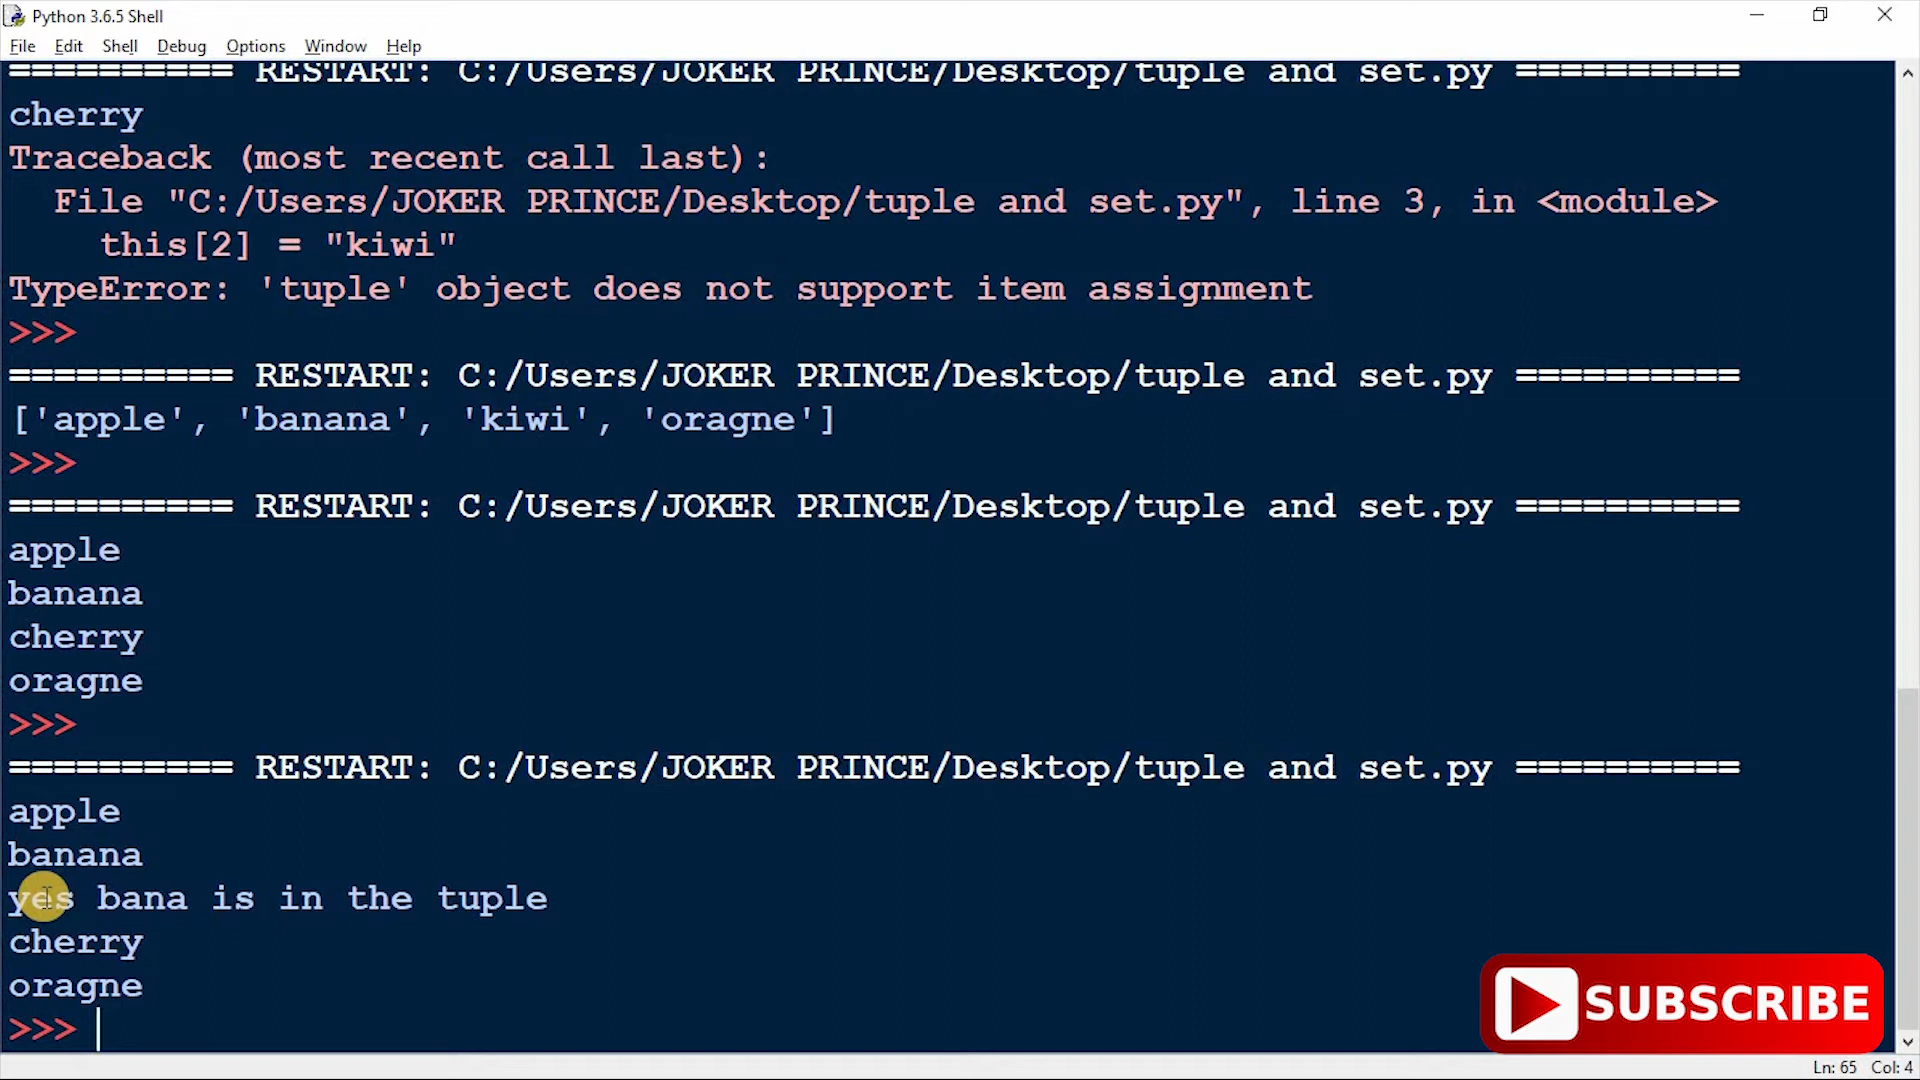 Python 3.6.5 Shell
File Edit Shell Debug Options Window Help
========== RESTART: C:/Users/JOKER PRINCE/Desktop/tuple and set.py ==========
cherry
Traceback (most recent call last):
  File "C:/Users/JOKER PRINCE/Desktop/tuple and set.py", line 3, in <module>
    this[2] = "kiwi"
TypeError: 'tuple' object does not support item assignment
>>>
========== RESTART: C:/Users/JOKER PRINCE/Desktop/tuple and set.py ==========
['apple', 'banana', 'kiwi', 'oragne']
>>>
========== RESTART: C:/Users/JOKER PRINCE/Desktop/tuple and set.py ==========
apple
banana
cherry
oragne
>>>
========== RESTART: C:/Users/JOKER PRINCE/Desktop/tuple and set.py ==========
apple
banana
yes bana is in the tuple
cherry
oragne
>>>
SUBSCRIBE
Ln: 65 Col: 4